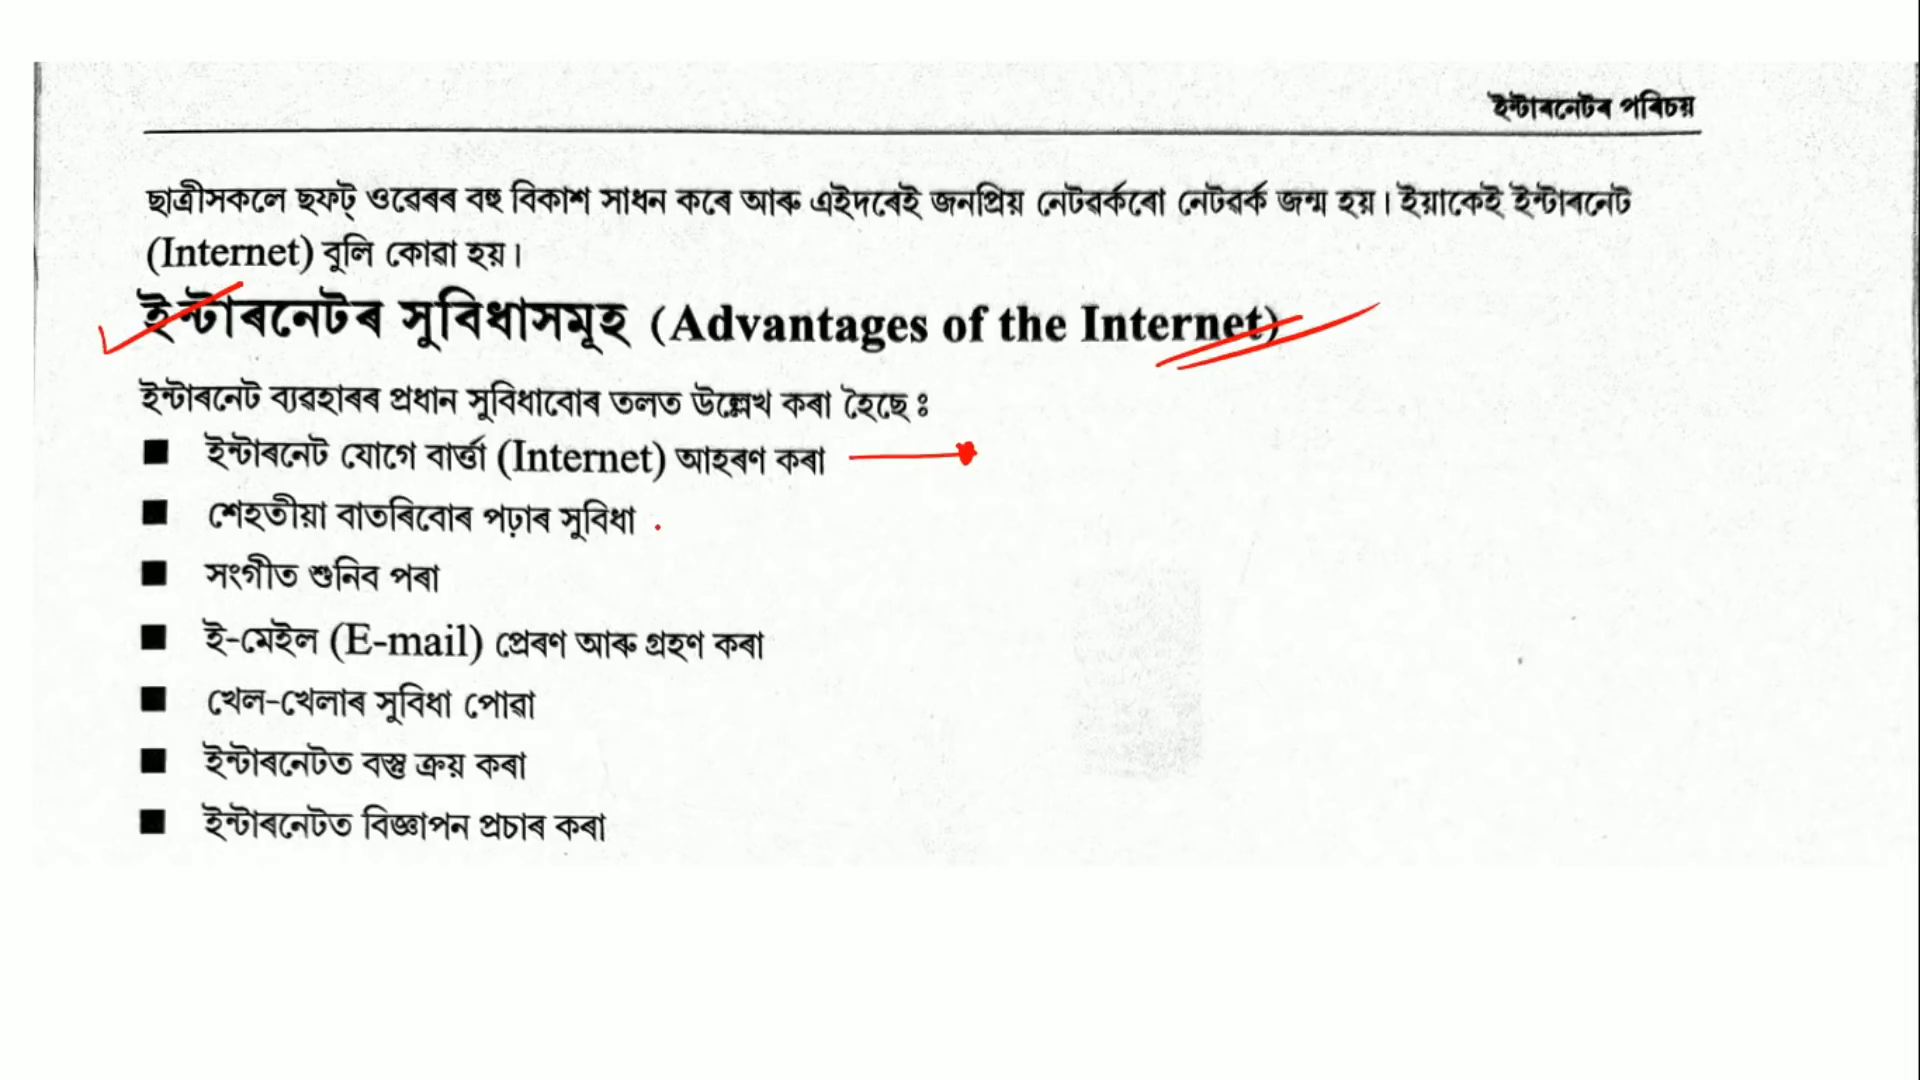 ইন্টাৰনেটৰ পৰিচয়
ছাত্ৰীসকলে ছফট্ ওৱেৰৰ বহু বিকাশ সাধন কৰে আৰু এইদৰেই জনপ্ৰিয় নেটৱৰ্কৰো নেটৱৰ্ক জন্ম হয়। ইয়াকেই ইন্টাৰনেট
(Internet) বুলি কোৱা হয়।
ইন্টাৰনেটৰ সুবিধাসমূহ (Advantages of the Internet)
ইন্টাৰনেট ব্যৱহাৰৰ প্ৰধান সুবিধাবোৰ তলত উল্লেখ কৰা হৈছে ঃ
■ ইন্টাৰনেট যোগে বাৰ্ত্তা (Internet) আহৰণ কৰা
■ শেহতীয়া বাতৰিবোৰ পঢ়াৰ সুবিধা
■ সংগীত শুনিব পৰা
■ ই-মেইল (E-mail) প্ৰেৰণ আৰু গ্ৰহণ কৰা
■ খেল-খেলাৰ সুবিধা পোৱা
■ ইন্টাৰনেটত বস্তু ক্ৰয় কৰা
■ ইন্টাৰনেটত বিজ্ঞাপন প্ৰচাৰ কৰা